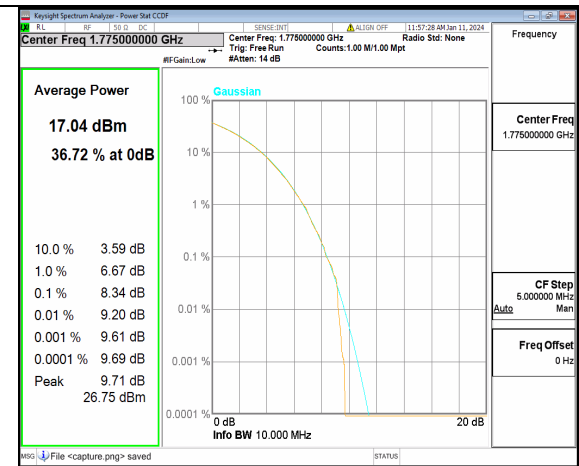 Keysight Spectrum Analyzer - Power Stat CCDF
RL RF 50 Ω DC SENSE:INT ALIGN OFF 11:57:28 AM Jan 11, 2024
Center Freq 1.775000000 GHz
Center Freq: 1.775000000 GHz Radio Std: None
Trig: Free Run Counts:1.00 M/1.00 Mpt
#IFGain:Low #Atten: 14 dB
Frequency
Average Power
17.04 dBm
36.72 % at 0dB
10.0 % 3.59 dB
1.0 % 6.67 dB
0.1 % 8.34 dB
0.01 % 9.20 dB
0.001 % 9.61 dB
0.0001 % 9.69 dB
Peak 9.71 dB
26.75 dBm
Gaussian
100 %
10 %
1 %
0.1 %
0.01 %
0.001 %
0.0001 %
0 dB 20 dB
Info BW 10.000 MHz
Center Freq
1.775000000 GHz
CF Step
5.000000 MHz
Auto Man
Freq Offset
0 Hz
MSG File <capture.png> saved STATUS